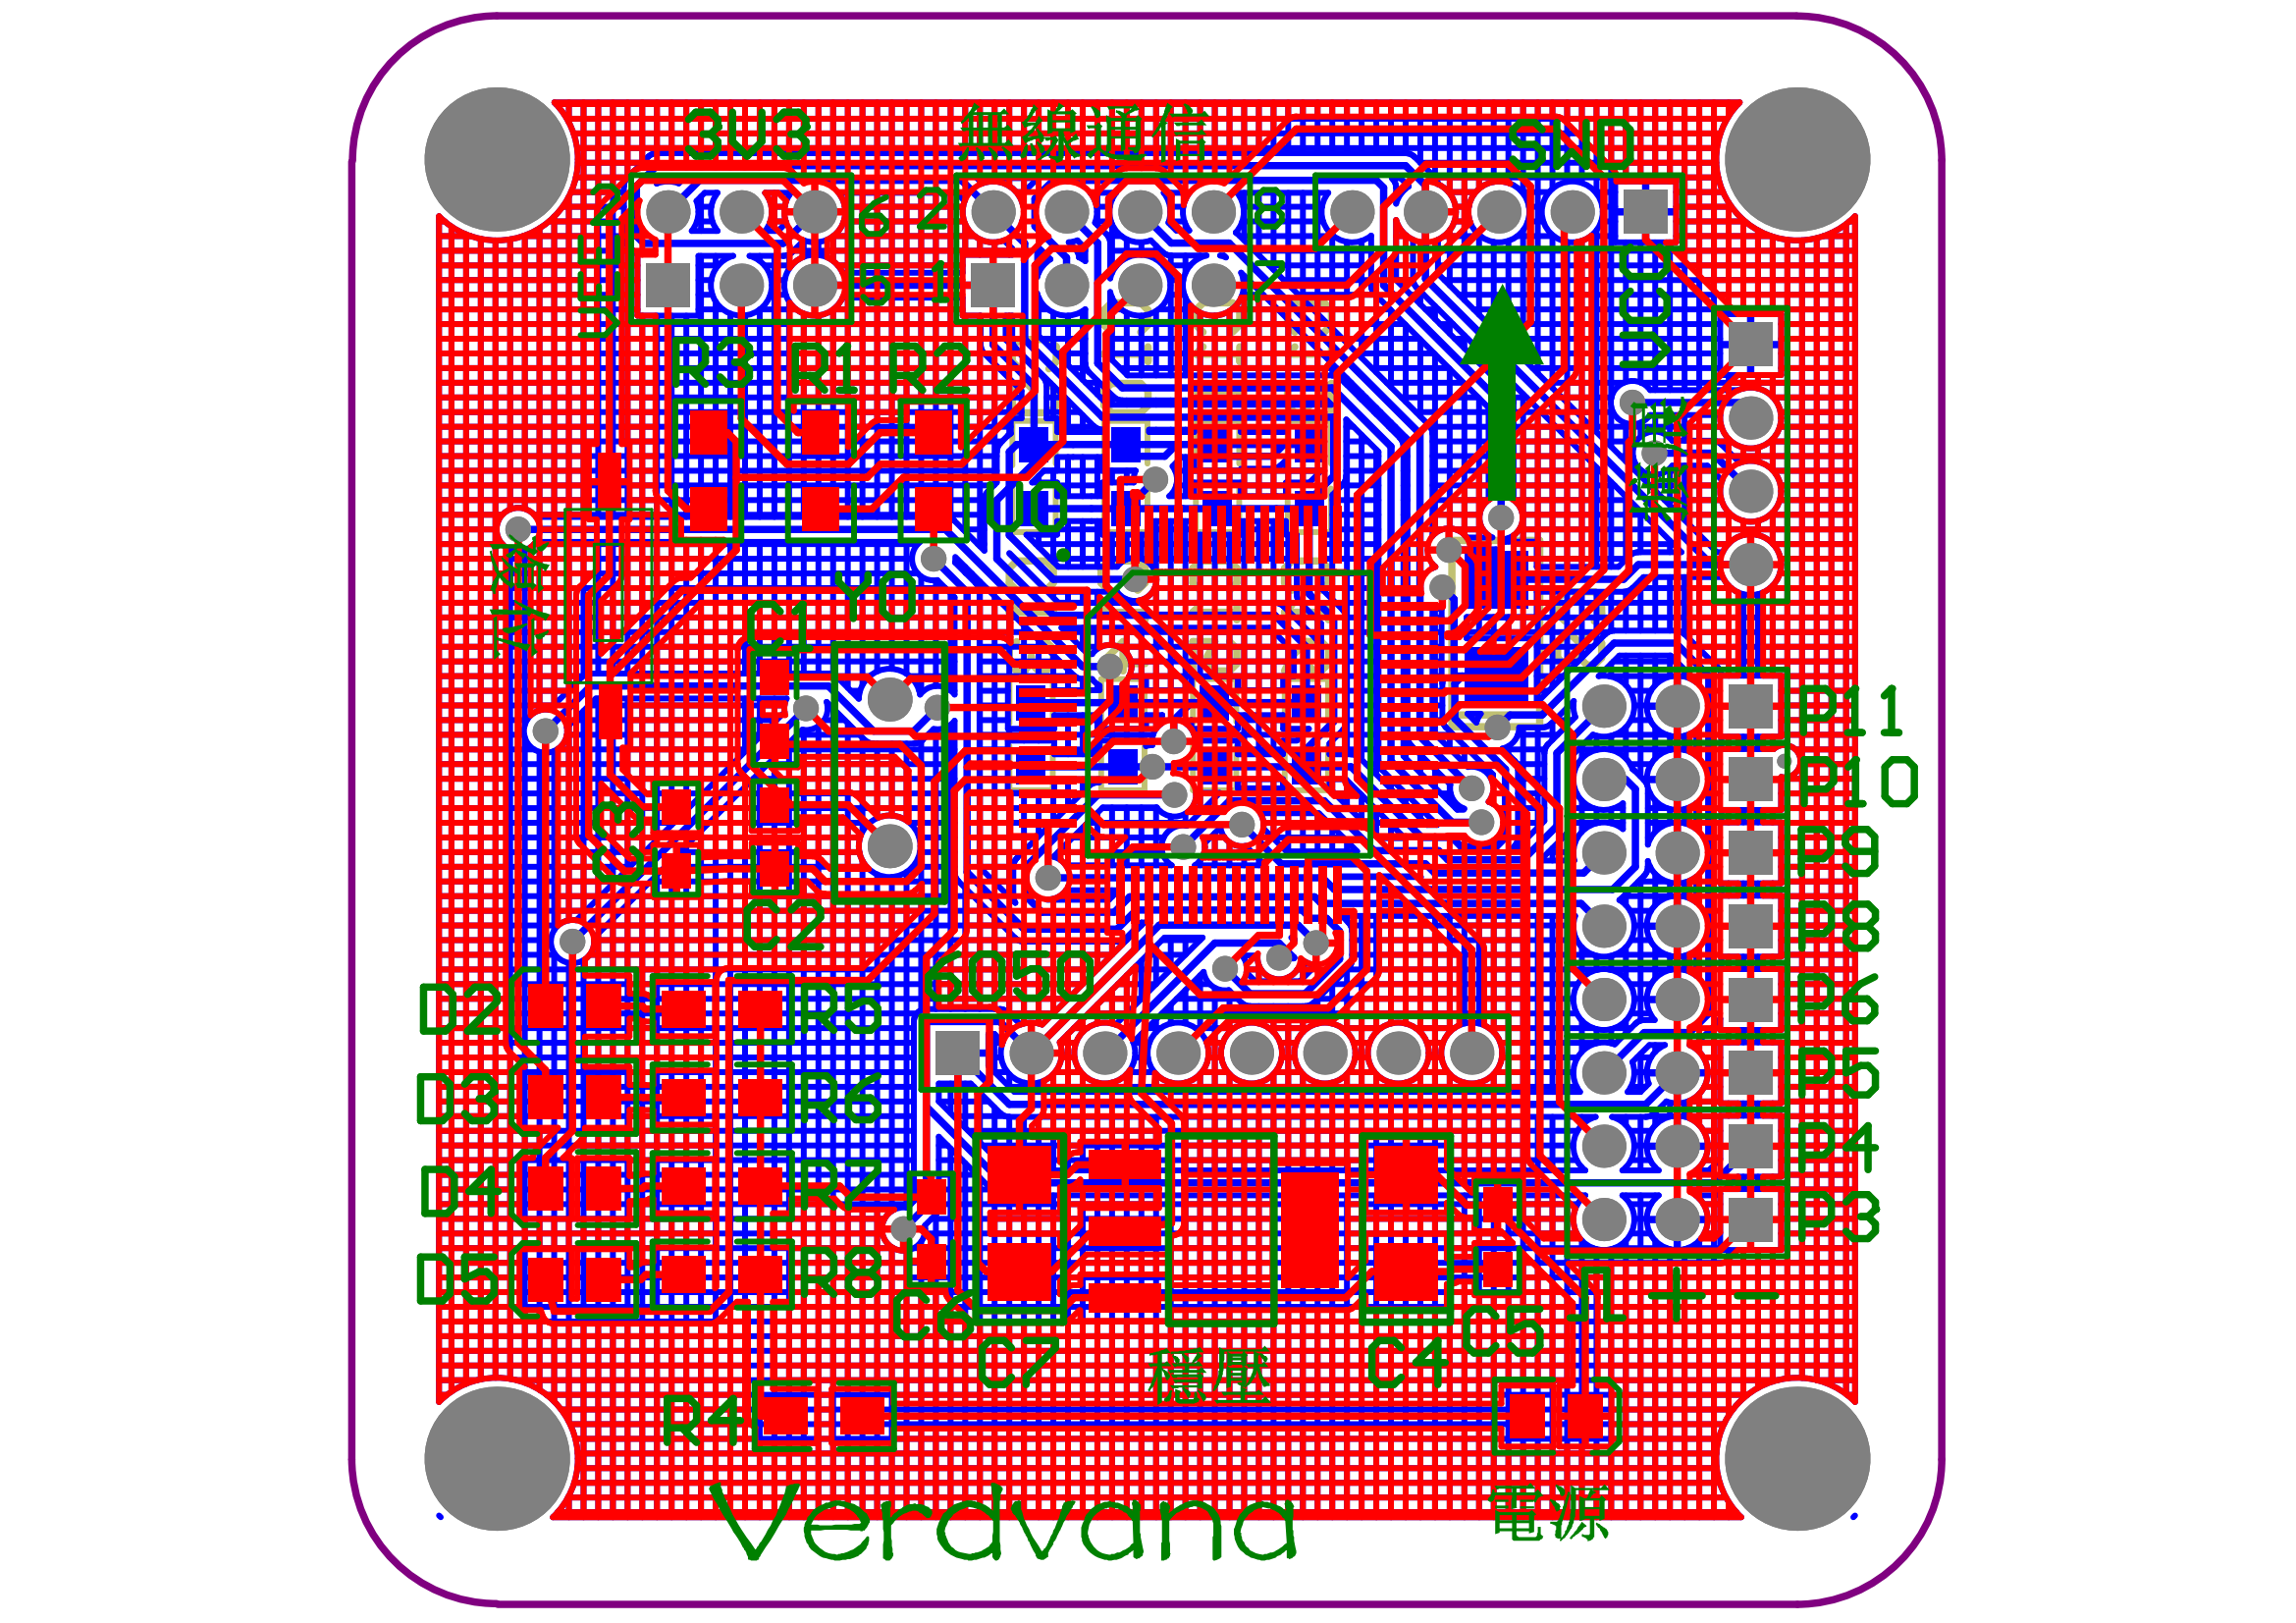 3V3
無線通信
SWD
2
6
2
8
5
1
7
R3
R1
R2
U0
Y0
C1
C3
C2
6050
P11
P10
P9
P8
P6
P5
P4
P3
+ -
D2
R5
D3
R6
D4
R7
D5
R8
C6
C7
C4
C5
穩壓
R4
Veravana
電源